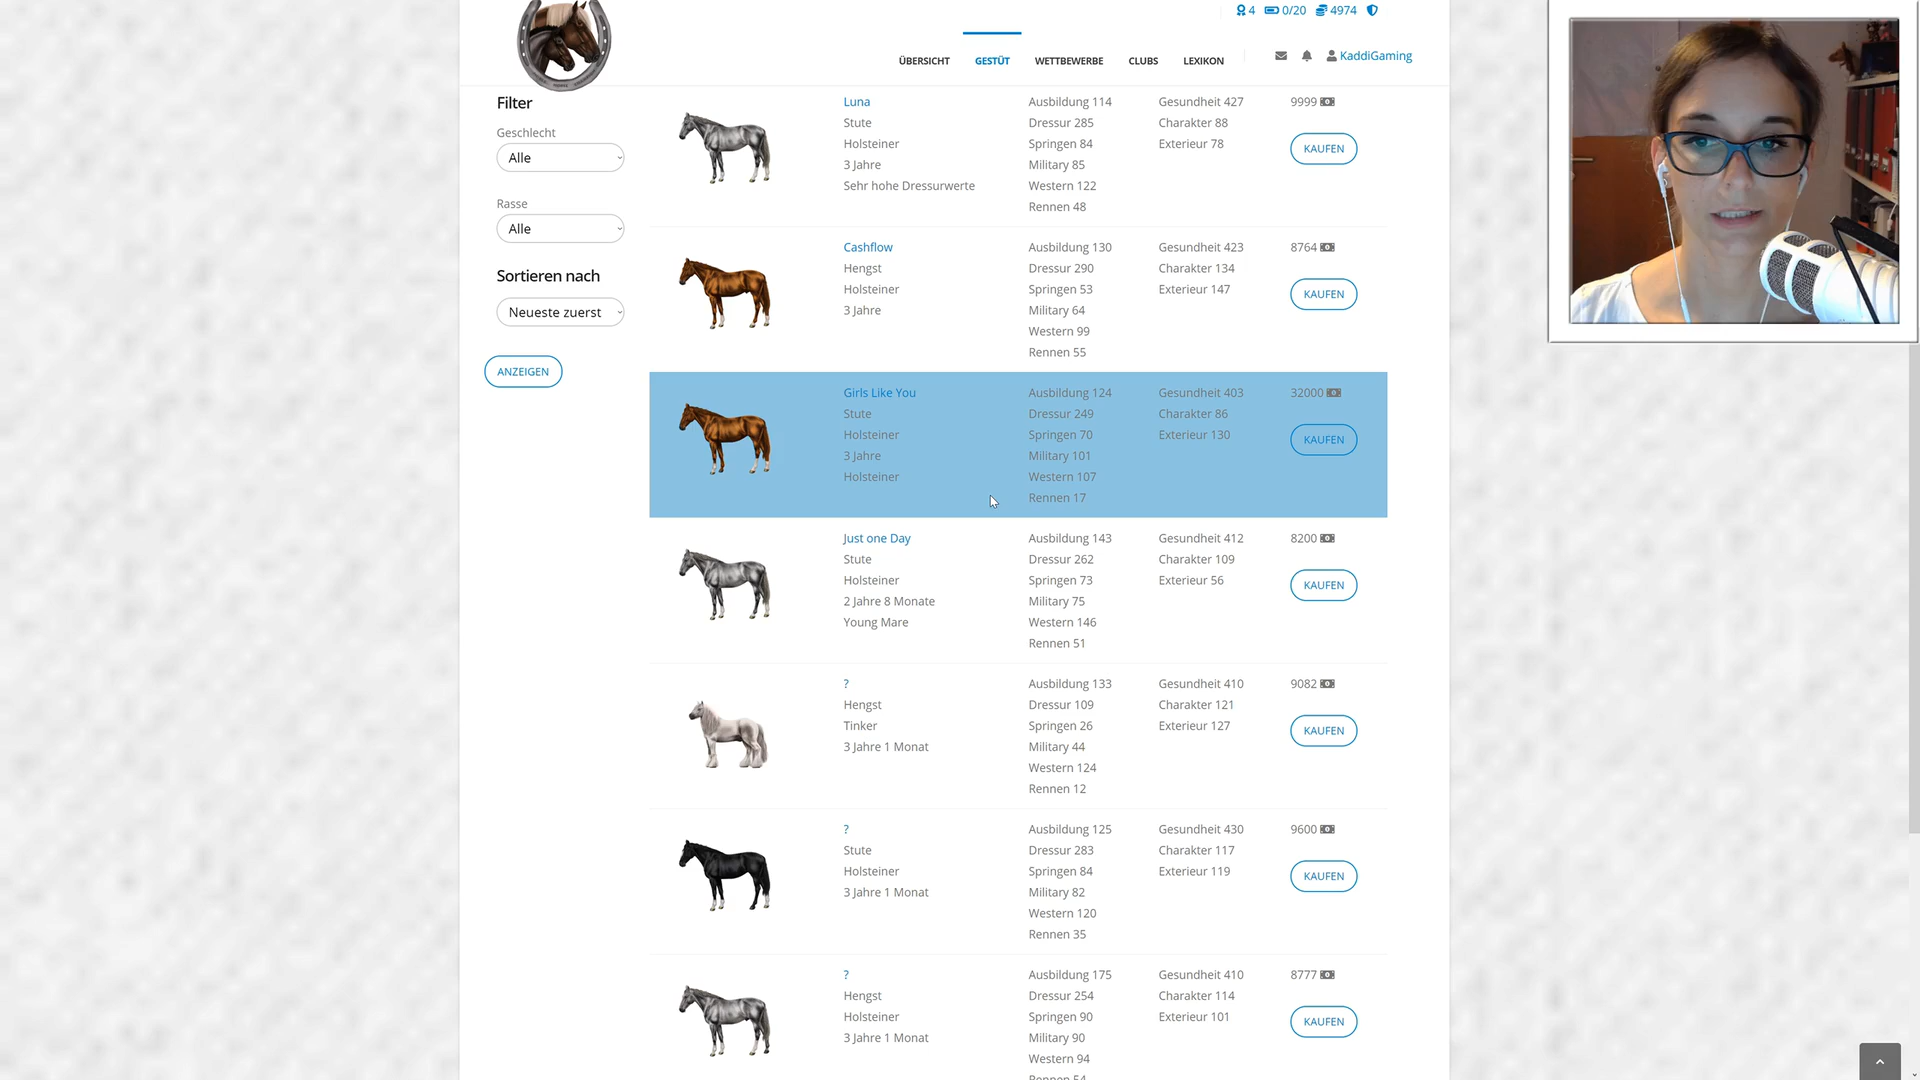 4 0/20 4974
ÜBERSICHT GESTÜT WETTBEWERBE CLUBS LEXIKON KaddiGaming
Filter
Geschlecht
Alle
Rasse
Alle
Sortieren nach
Neueste zuerst
ANZEIGEN
Luna Ausbildung 114 Gesundheit 427 9999
Stute Dressur 285 Charakter 88
Holsteiner Springen 84 Exterieur 78 KAUFEN
3 Jahre Military 85
Sehr hohe Dressurwerte Western 122
Rennen 48
Cashflow Ausbildung 130 Gesundheit 423 8764
Hengst Dressur 290 Charakter 134
Holsteiner Springen 53 Exterieur 147 KAUFEN
3 Jahre Military 64
Western 99
Rennen 55
Girls Like You Ausbildung 124 Gesundheit 403 32000
Stute Dressur 249 Charakter 86
Holsteiner Springen 70 Exterieur 130 KAUFEN
3 Jahre Military 101
Holsteiner Western 107
Rennen 17
Just one Day Ausbildung 143 Gesundheit 412 8200
Stute Dressur 262 Charakter 109
Holsteiner Springen 73 Exterieur 56 KAUFEN
2 Jahre 8 Monate Military 75
Young Mare Western 146
Rennen 51
? Ausbildung 133 Gesundheit 410 9082
Hengst Dressur 109 Charakter 121
Tinker Springen 26 Exterieur 127 KAUFEN
3 Jahre 1 Monat Military 44
Western 124
Rennen 12
? Ausbildung 125 Gesundheit 430 9600
Stute Dressur 283 Charakter 117
Holsteiner Springen 84 Exterieur 119 KAUFEN
3 Jahre 1 Monat Military 82
Western 120
Rennen 35
? Ausbildung 175 Gesundheit 410 8777
Hengst Dressur 254 Charakter 114
Holsteiner Springen 90 Exterieur 101 KAUFEN
3 Jahre 1 Monat Military 90
Western 94
Rennen 54